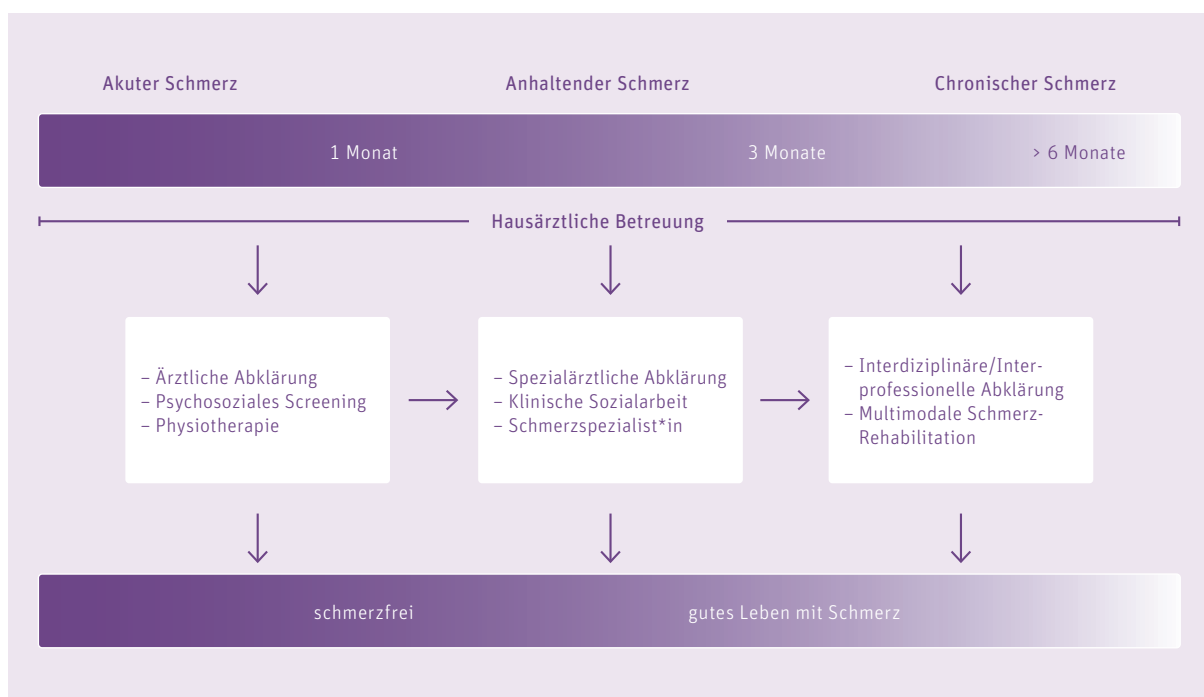 Akuter Schmerz
Anhaltender Schmerz
Chronischer Schmerz
1 Monat
3 Monate
> 6 Monate
Hausärztliche Betreuung
– Ärztliche Abklärung
– Psychosoziales Screening
– Physiotherapie
– Spezialärztliche Abklärung
– Klinische Sozialarbeit
– Schmerzspezialist*in
– Interdisziplinäre/Inter-
professionelle Abklärung
– Multimodale Schmerz-
Rehabilitation
schmerzfrei
gutes Leben mit Schmerz